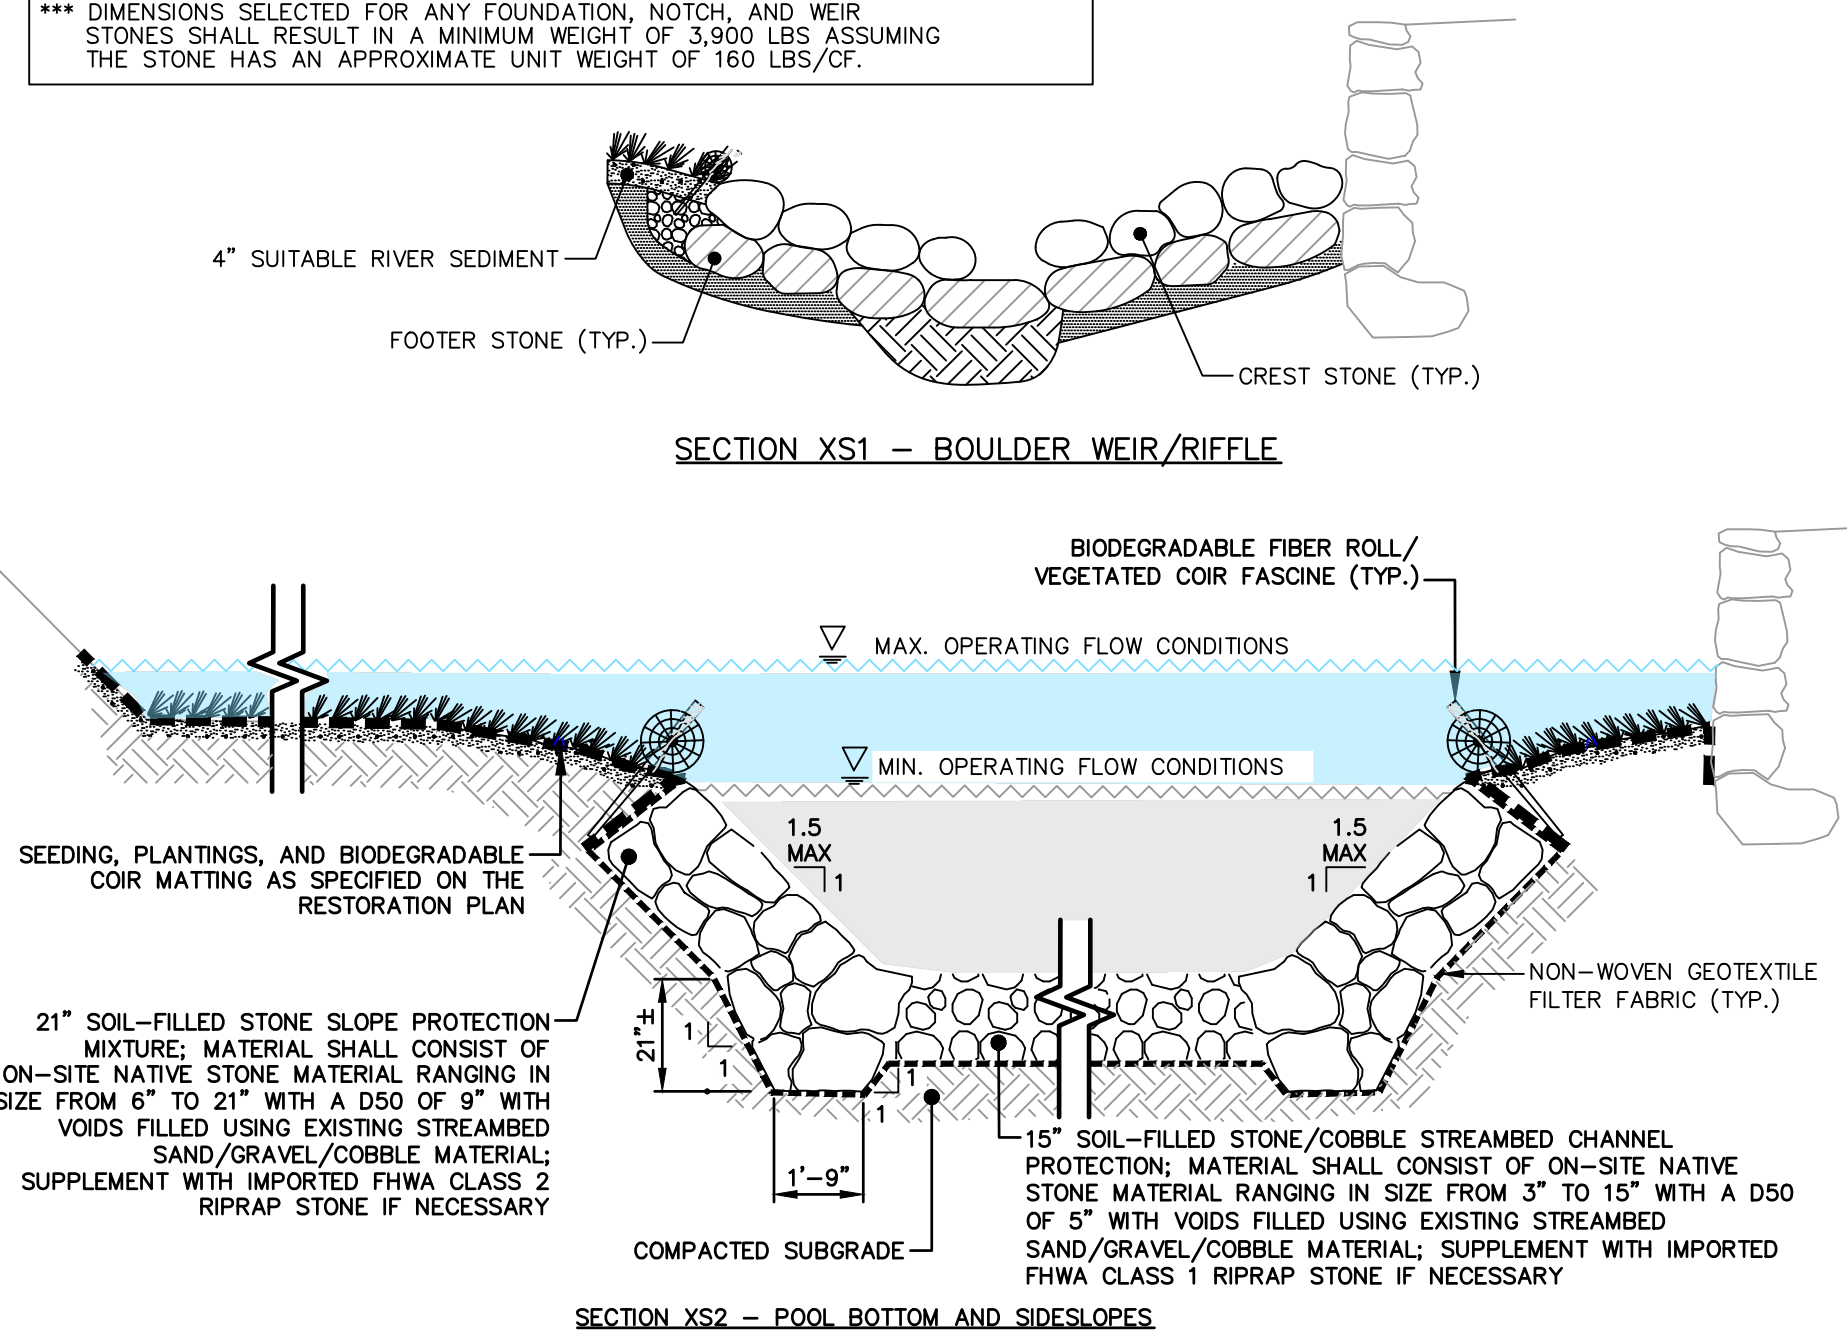 *** DIMENSIONS SELECTED FOR ANY FOUNDATION, NOTCH, AND WEIR
STONES SHALL RESULT IN A MINIMUM WEIGHT OF 3,900 LBS ASSUMING
THE STONE HAS AN APPROXIMATE UNIT WEIGHT OF 160 LBS/CF.
4" SUITABLE RIVER SEDIMENT
FOOTER STONE (TYP.)
CREST STONE (TYP.)
SECTION XS1 – BOULDER WEIR/RIFFLE
BIODEGRADABLE FIBER ROLL/
VEGETATED COIR FASCINE (TYP.)
MAX. OPERATING FLOW CONDITIONS
MIN. OPERATING FLOW CONDITIONS
1.5
MAX
1
1.5
MAX
1
SEEDING, PLANTINGS, AND BIODEGRADABLE
COIR MATTING AS SPECIFIED ON THE
RESTORATION PLAN
NON–WOVEN GEOTEXTILE
FILTER FABRIC (TYP.)
21" SOIL–FILLED STONE SLOPE PROTECTION
MIXTURE; MATERIAL SHALL CONSIST OF
ON–SITE NATIVE STONE MATERIAL RANGING IN
SIZE FROM 6" TO 21" WITH A D50 OF 9" WITH
VOIDS FILLED USING EXISTING STREAMBED
SAND/GRAVEL/COBBLE MATERIAL;
SUPPLEMENT WITH IMPORTED FHWA CLASS 2
RIPRAP STONE IF NECESSARY
21"±
1
1
1
1
1'–9"
15" SOIL–FILLED STONE/COBBLE STREAMBED CHANNEL
PROTECTION; MATERIAL SHALL CONSIST OF ON–SITE NATIVE
STONE MATERIAL RANGING IN SIZE FROM 3" TO 15" WITH A D50
OF 5" WITH VOIDS FILLED USING EXISTING STREAMBED
SAND/GRAVEL/COBBLE MATERIAL; SUPPLEMENT WITH IMPORTED
FHWA CLASS 1 RIPRAP STONE IF NECESSARY
COMPACTED SUBGRADE
SECTION XS2 – POOL BOTTOM AND SIDESLOPES